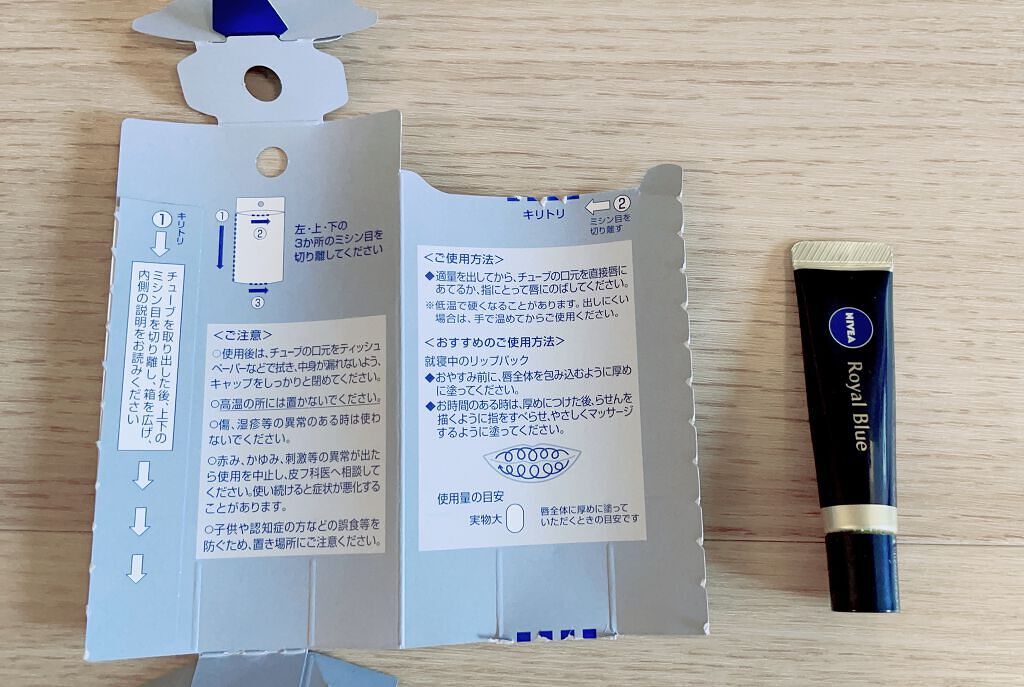 ①
キリトリ
チューブを取り出した後、上下の
ミシン目を切り離し、箱を広げ、
内側の説明をお読みください
①
②
③
左・上・下の
3か所のミシン目を
切り離してください
<ご注意>
○使用後は、チューブの口元をティッシュ
ペーパーなどで拭き、中身が漏れないよう、
キャップをしっかりと閉めてください。
○高温の所には置かないでください。
○傷、湿疹等の異常のある時は使わ
ないでください。
○赤み、かゆみ、刺激等の異常が出た
ら使用を中止し、皮フ科医へ相談して
ください。使い続けると症状が悪化する
ことがあります。
○子供や認知症の方などの誤食等を
防ぐため、置き場所にご注意ください。
キリトリ
②
ミシン目を
切り離す
<ご使用方法>
◆適量を出してから、チューブの口元を直接唇に
あてるか、指にとって唇にのばしてください。
※低温で硬くなることがあります。出しにくい
場合は、手で温めてからご使用ください。
<おすすめのご使用方法>
就寝中のリップパック
◆おやすみ前に、唇全体を包み込むように厚め
に塗ってください。
◆お時間のある時は、厚めにつけた後、らせんを
描くように指をすべらせ、やさしくマッサージ
するように塗ってください。
使用量の目安
実物大
唇全体に厚めに塗って
いただくときの目安です
NIVEA
Royal Blue